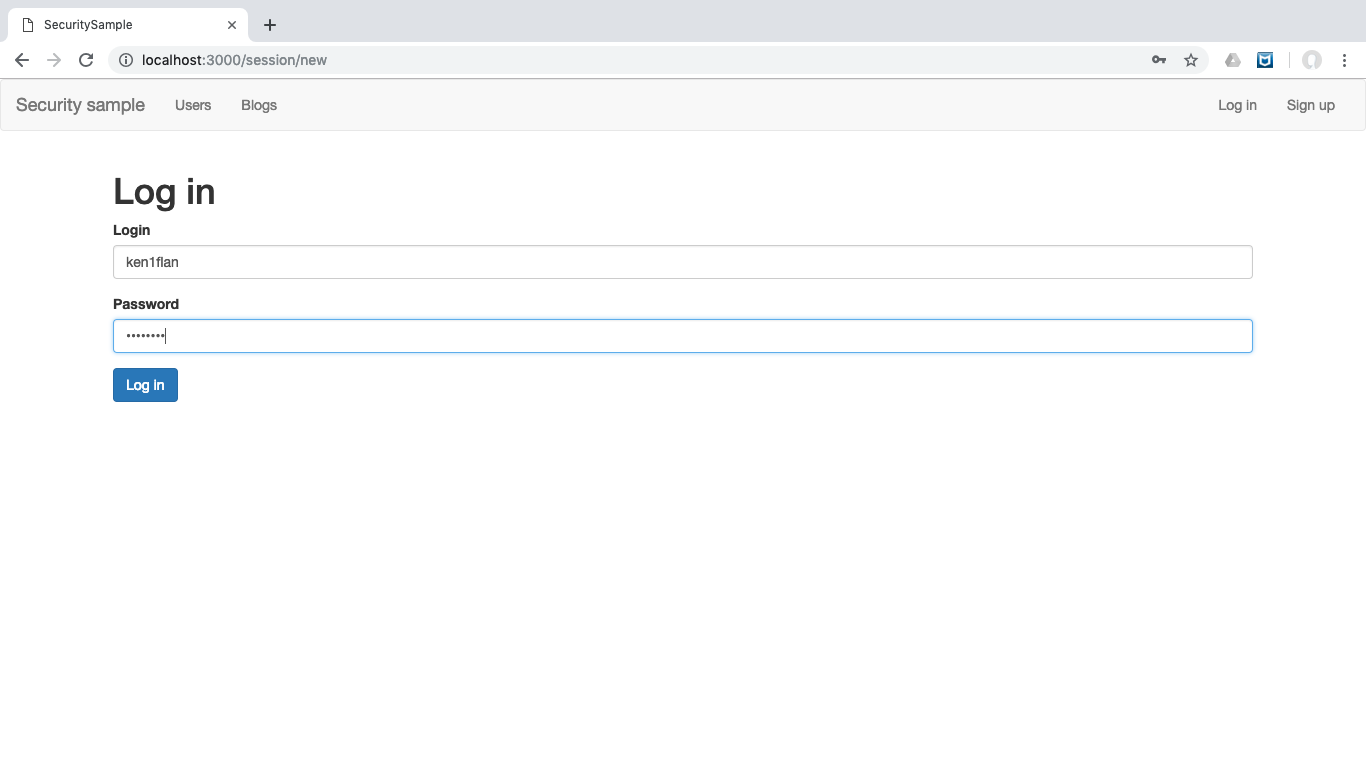 SecuritySample
localhost:3000/session/new
Security sample Users Blogs Log in Sign up
Log in
Login
ken1flan
Password
••••••••
Log in